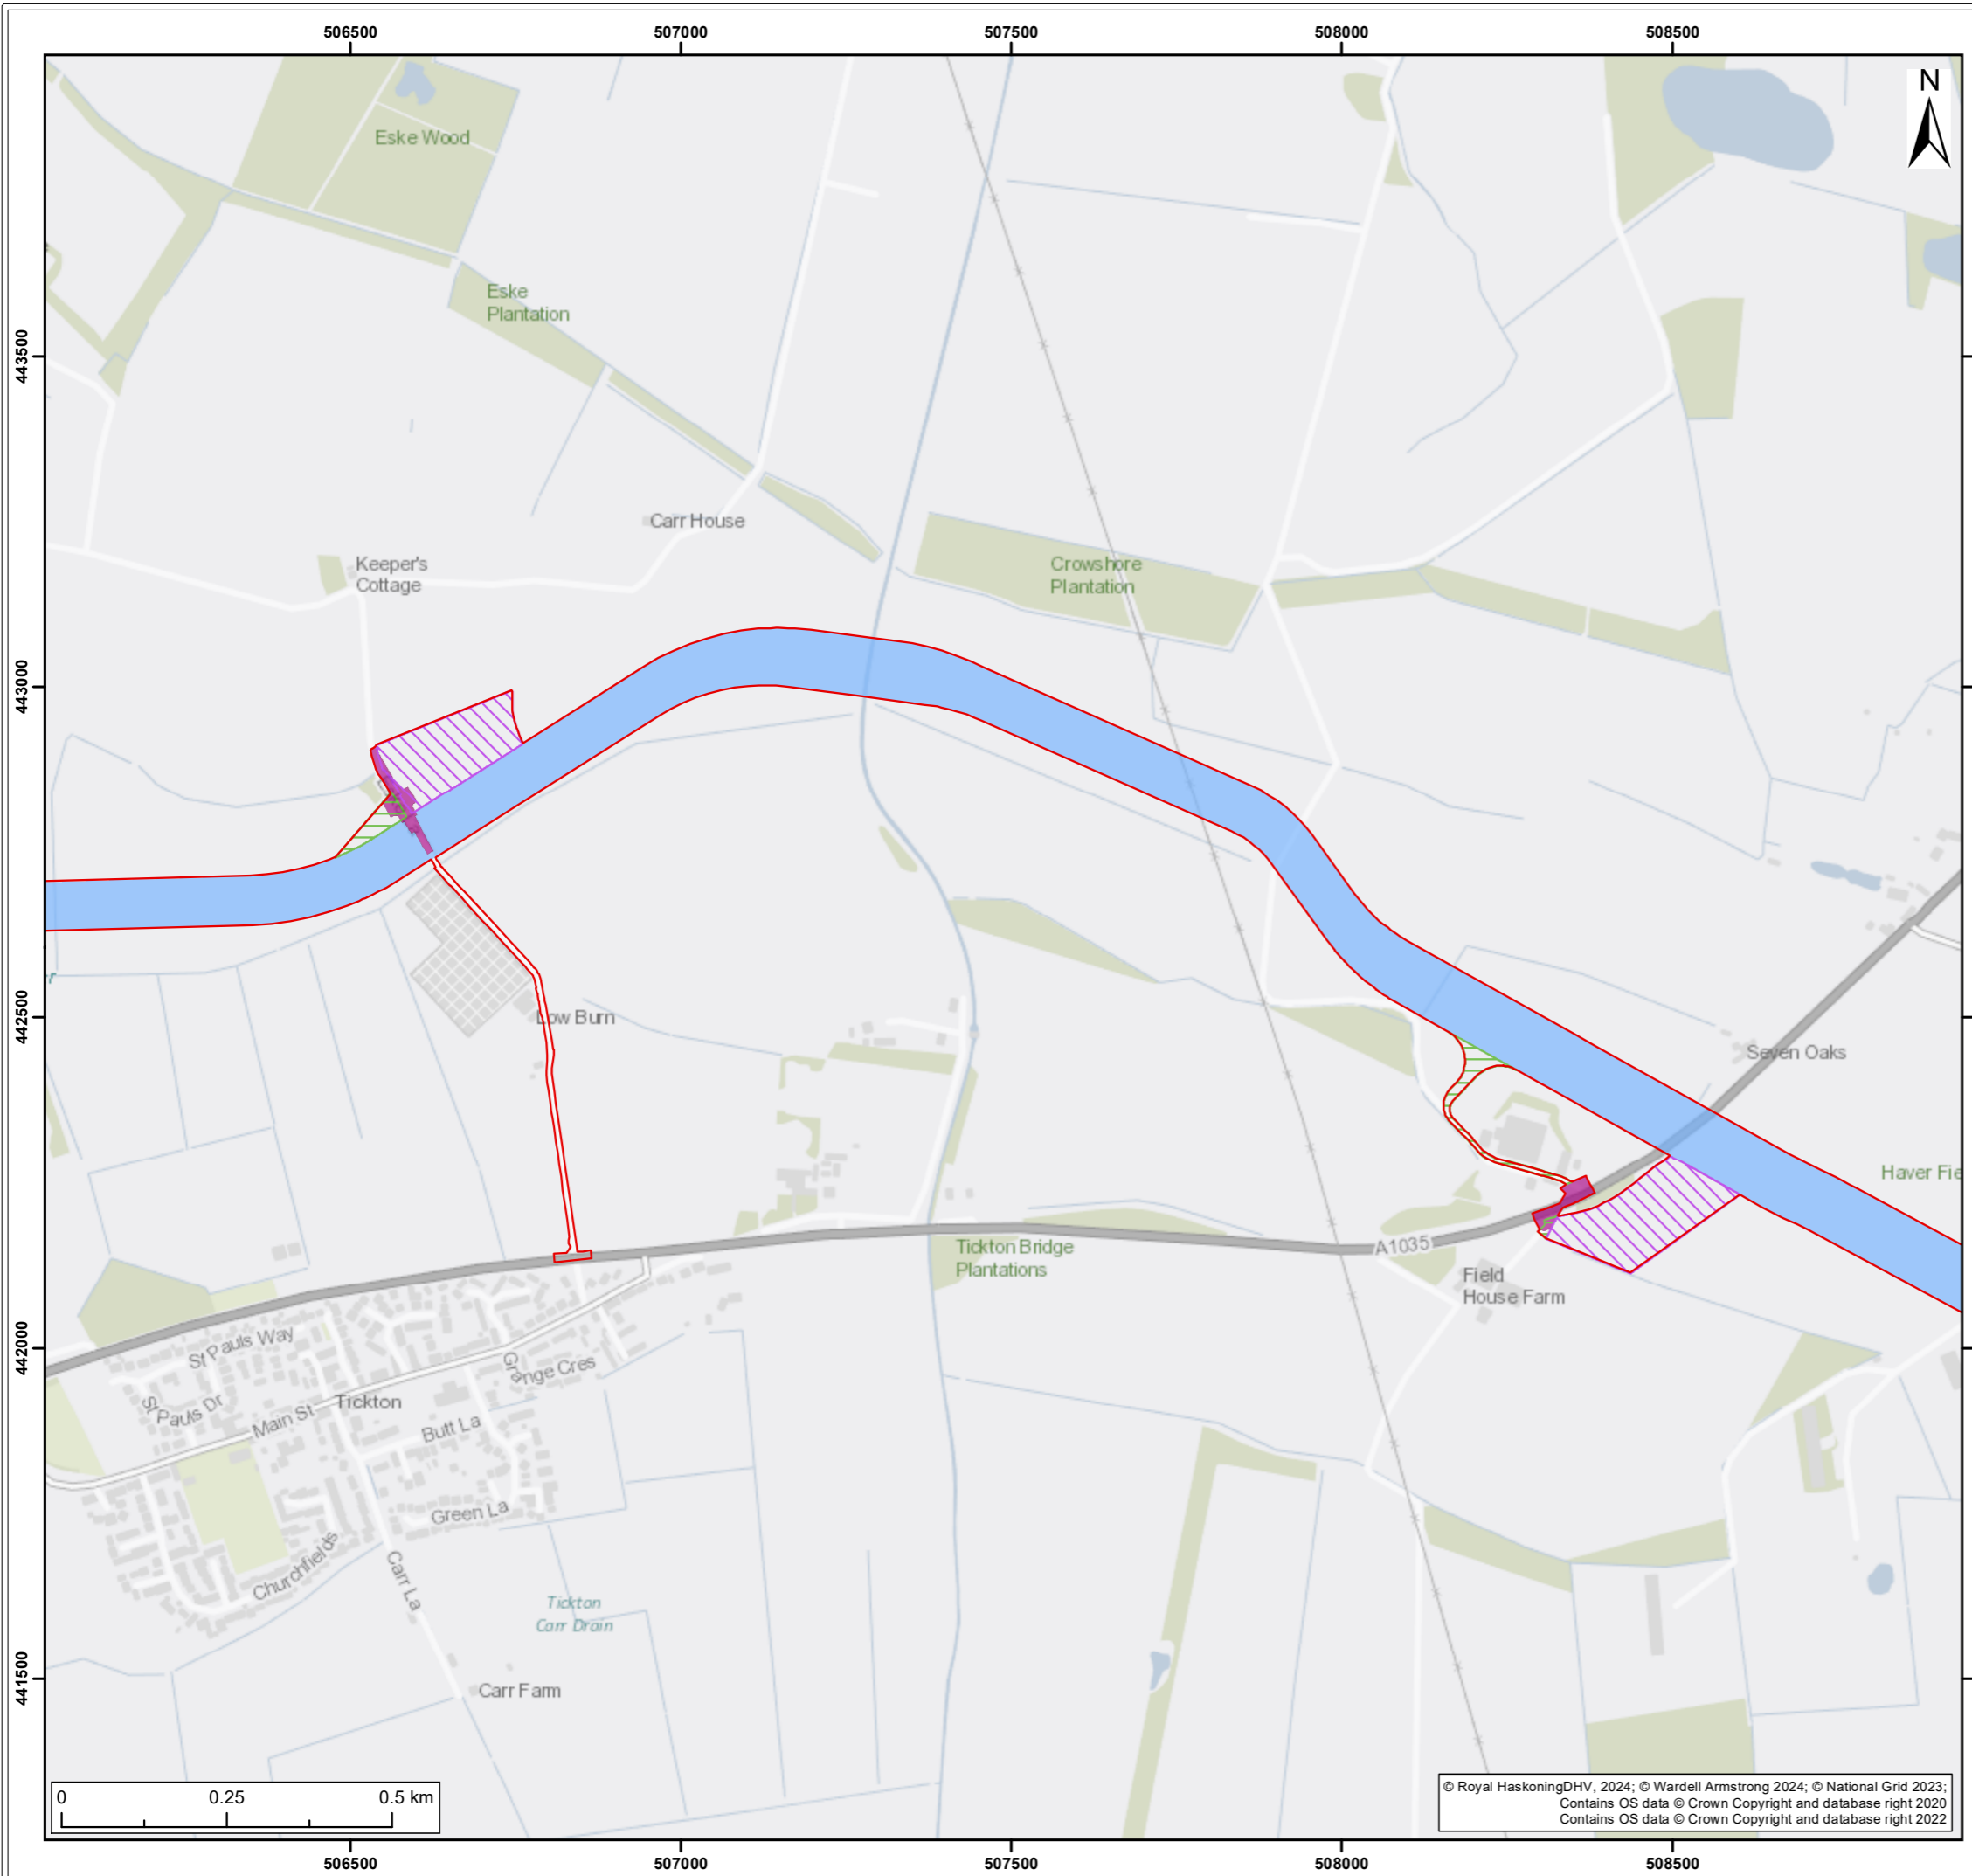 506500
507000
507500
508000
508500
N
Eske Wood
Eske
Plantation
443500
Carr House
Keeper's
Cottage
Crowshore
Plantation
443000
442500
Low Burn
Seven Oaks
Haver Fie
Tickton Bridge
Plantations
A1035
Field
House Farm
442000
St Pauls Way
Grange Cres
St Pauls Dr
Main St
Tickton
Butt La
Green La
Churchfields
Carr La
Tickton
Carr Drain
441500
Carr Farm
0
0.25
0.5 km
© Royal HaskoningDHV, 2024; © Wardell Armstrong 2024; © National Grid 2023;
Contains OS data © Crown Copyright and database right 2020
Contains OS data © Crown Copyright and database right 2022
506500
507000
507500
508000
508500